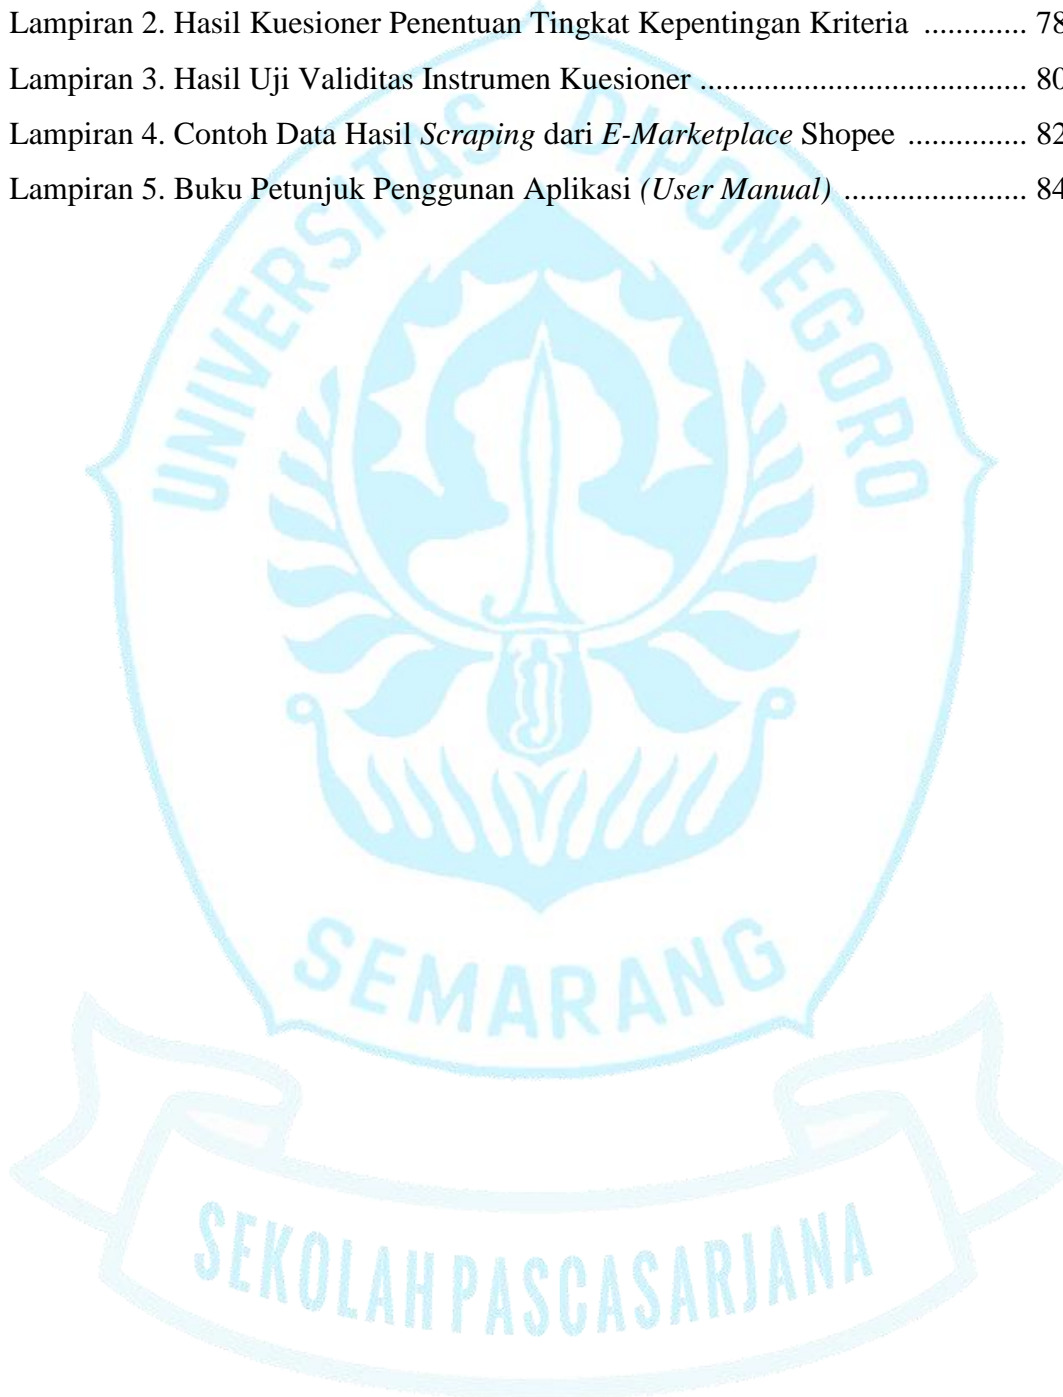 Lampiran 2. Hasil Kuesioner Penentuan Tingkat Kepentingan Kriteria ............. 78
Lampiran 3. Hasil Uji Validitas Instrumen Kuesioner ....................................... 80
Lampiran 4. Contoh Data Hasil Scraping dari E-Marketplace Shopee ............... 82
Lampiran 5. Buku Petunjuk Penggunan Aplikasi (User Manual) ....................... 84
UNIVERSITAS DIPONEGORO
SEMARANG
SEKOLAH PASCASARJANA